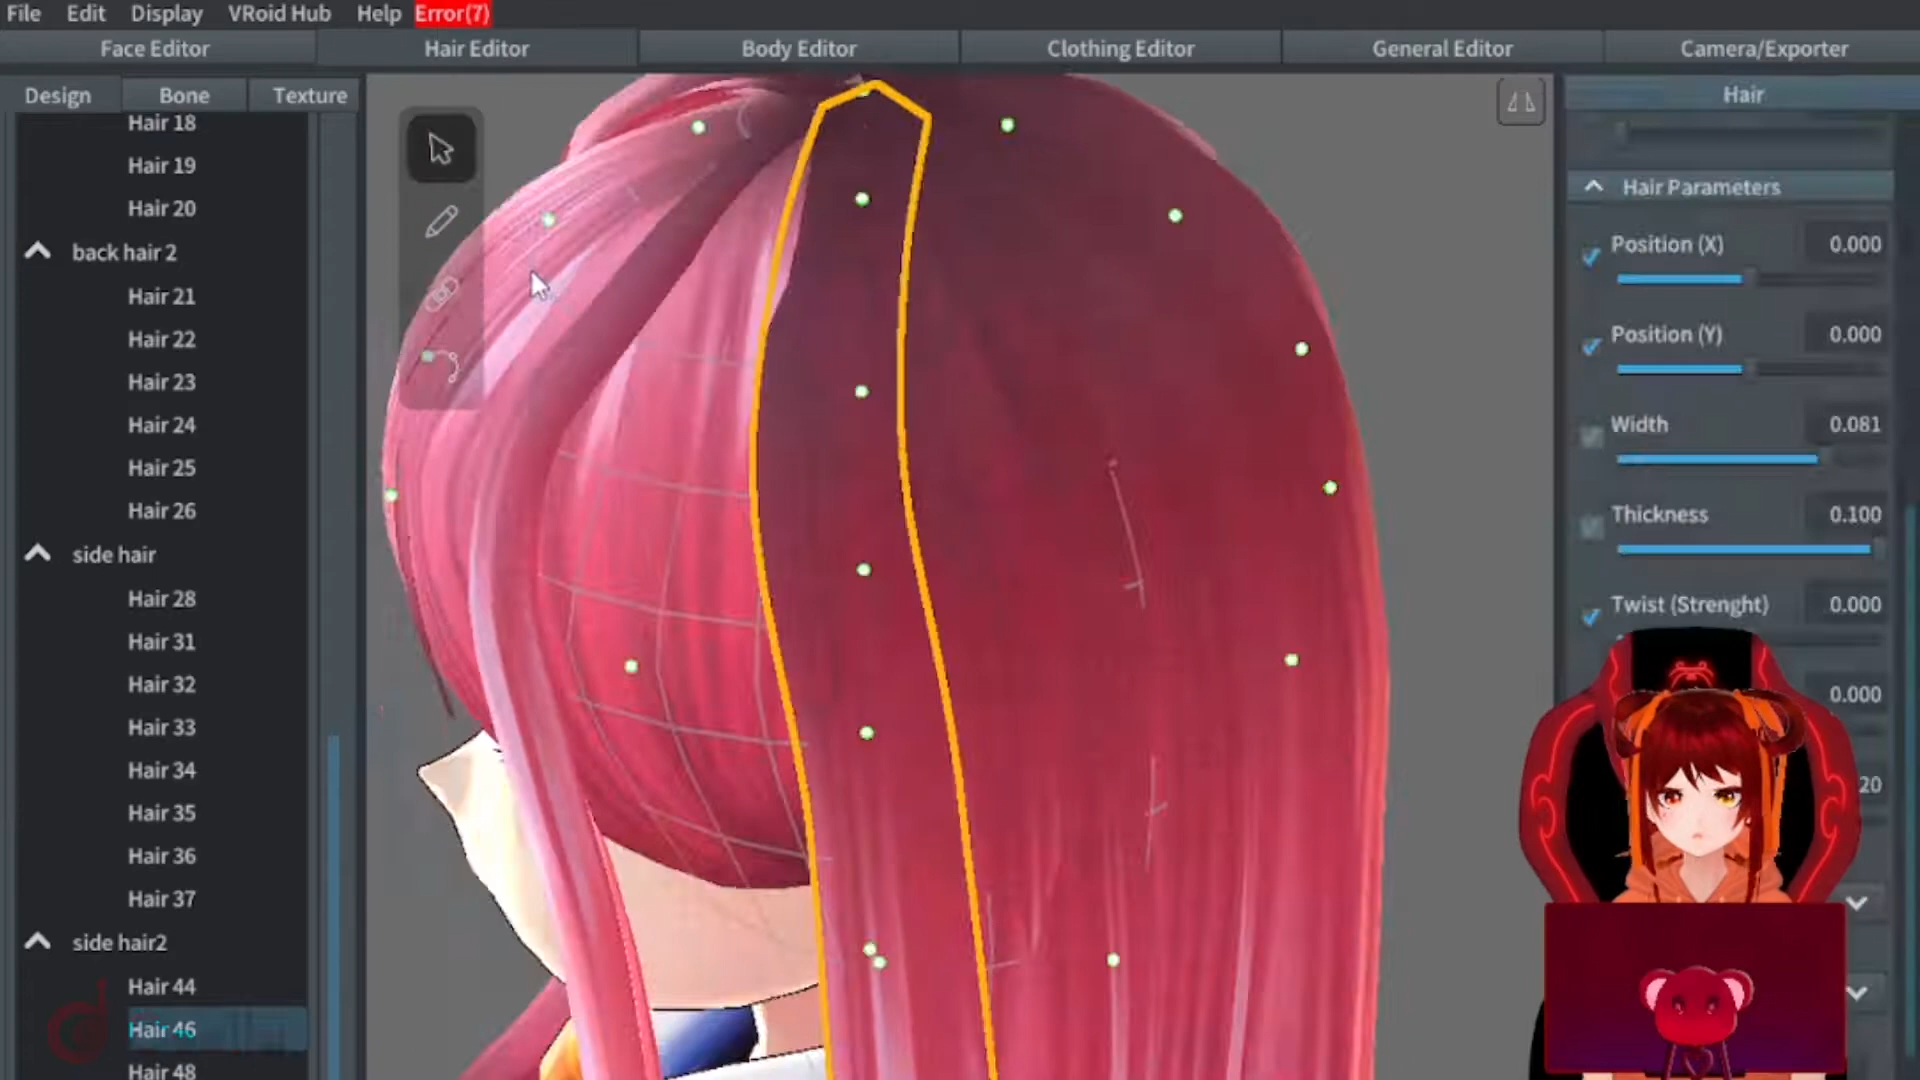 File Edit Display VRoid Hub Help Error(7)
Face Editor Hair Editor Body Editor Clothing Editor General Editor Camera/Exporter
Design Bone Texture
Hair
Hair 18
Hair 19
Hair 20
back hair 2
Hair 21
Hair 22
Hair 23
Hair 24
Hair 25
Hair 26
side hair
Hair 28
Hair 31
Hair 32
Hair 33
Hair 34
Hair 35
Hair 36
Hair 37
side hair2
Hair 44
Hair 46
Hair 48
Hair Parameters
Position (X) 0.000
Position (Y) 0.000
Width 0.081
Thickness 0.100
Twist (Strenght) 0.000
0.000
20